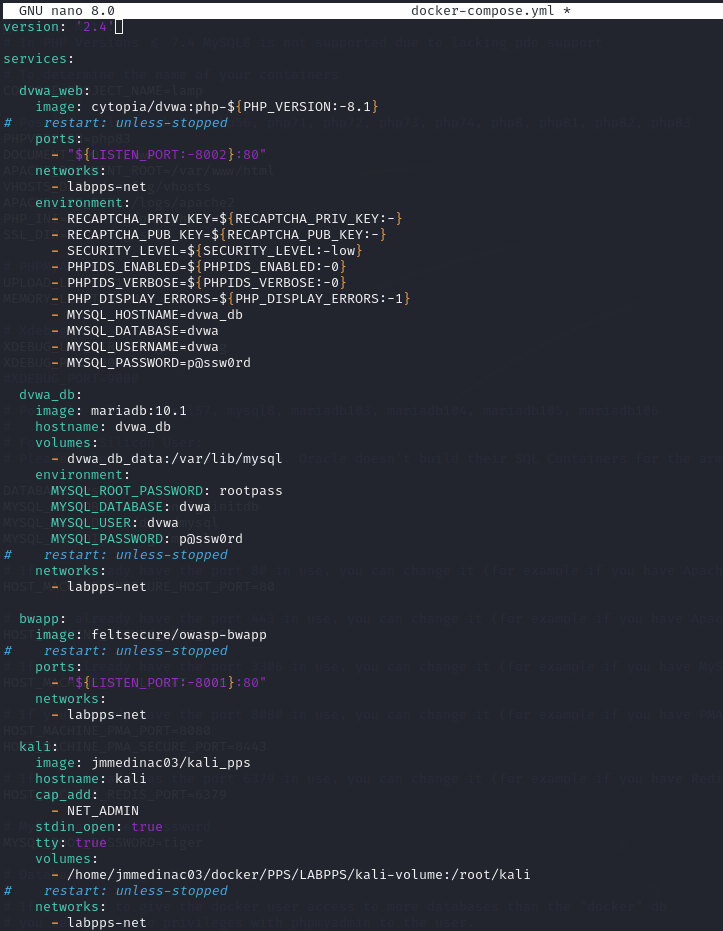 GNU nano 8.0 docker-compose.yml *
version: '2.4'
services:
  dvwa_web:
    image: cytopia/dvwa:php-${PHP_VERSION:-8.1}
#    restart: unless-stopped
    ports:
      - "${LISTEN_PORT:-8002}:80"
    networks:
      - labpps-net
    environment:
      - RECAPTCHA_PRIV_KEY=${RECAPTCHA_PRIV_KEY:-}
      - RECAPTCHA_PUB_KEY=${RECAPTCHA_PUB_KEY:-}
      - SECURITY_LEVEL=${SECURITY_LEVEL:-low}
      - PHPIDS_ENABLED=${PHPIDS_ENABLED:-0}
      - PHPIDS_VERBOSE=${PHPIDS_VERBOSE:-0}
      - PHP_DISPLAY_ERRORS=${PHP_DISPLAY_ERRORS:-1}
      - MYSQL_HOSTNAME=dvwa_db
      - MYSQL_DATABASE=dvwa
      - MYSQL_USERNAME=dvwa
      - MYSQL_PASSWORD=p@ssw0rd
  dvwa_db:
    image: mariadb:10.1
    hostname: dvwa_db
    volumes:
      - dvwa_db_data:/var/lib/mysql
    environment:
      MYSQL_ROOT_PASSWORD: rootpass
      MYSQL_DATABASE: dvwa
      MYSQL_USER: dvwa
      MYSQL_PASSWORD: p@ssw0rd
#    restart: unless-stopped
    networks:
      - labpps-net
  bwapp:
    image: feltsecure/owasp-bwapp
#    restart: unless-stopped
    ports:
      - "${LISTEN_PORT:-8001}:80"
    networks:
      - labpps-net
  kali:
    image: jmmedinac03/kali_pps
    hostname: kali
    cap_add:
      - NET_ADMIN
    stdin_open: true
    tty: true
    volumes:
      - /home/jmmedinac03/docker/PPS/LABPPS/kali-volume:/root/kali
#    restart: unless-stopped
    networks:
      - labpps-net